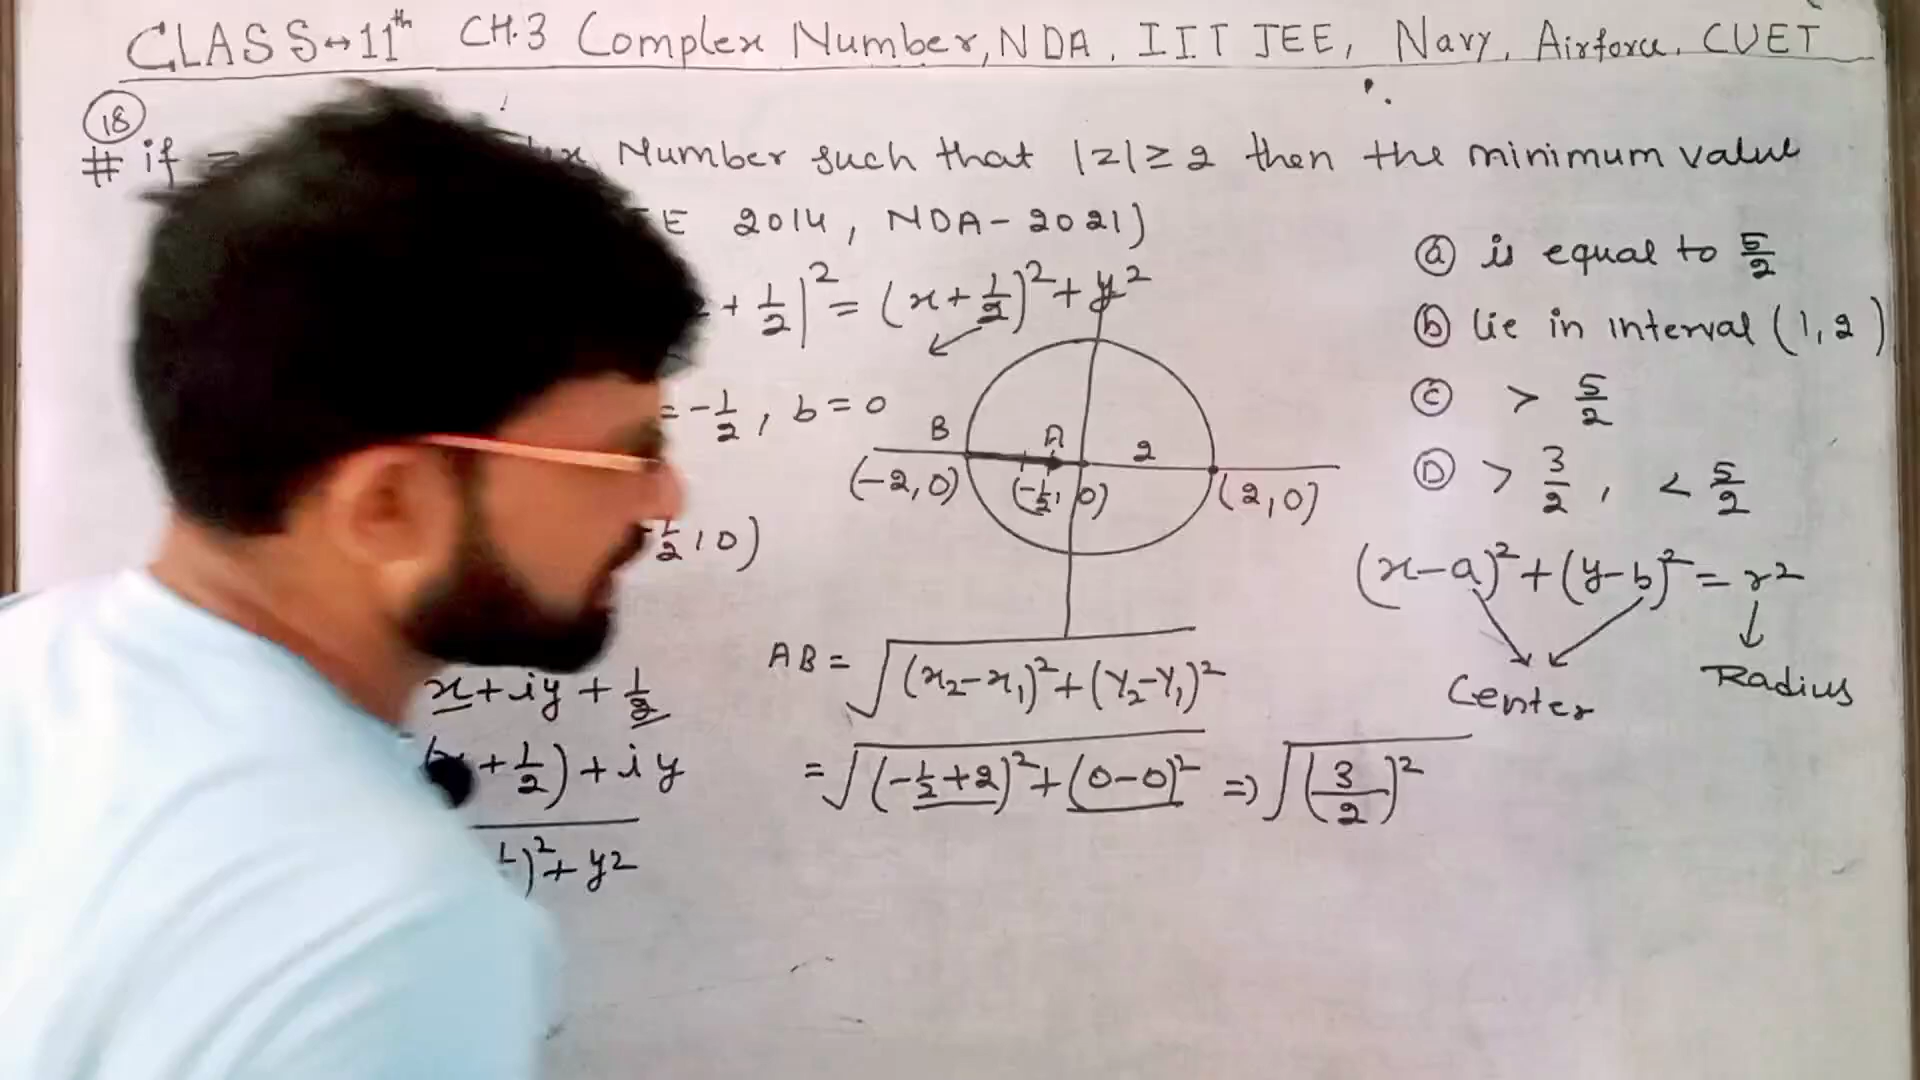 CLASS→11th CH.3 Complex Number, NDA, IIT JEE, Navy, Airforce, CUET
18
# if Number such that |z| ≥ 2 then the minimum value
2014, NDA-2021)
+ 1/2|² = (x + 1/2)² + y²
= -1/2, b = 0
1/2, 0)
B
A
2
(-2, 0)
(-1/2, 0)
(2, 0)
x + iy + 1/2
+ 1/2) + iy
)² + y²
AB = √(x₂-x₁)² + (Y₂-Y₁)²
= √(-1/2+2)² + (0-0)² ⇒ √(3/2)²
(a) is equal to 5/2
(b) lie in interval (1, 2)
(c) > 5/2
(D) > 3/2, < 5/2
(x-a)² + (y-b)² = r²
Center
Radius